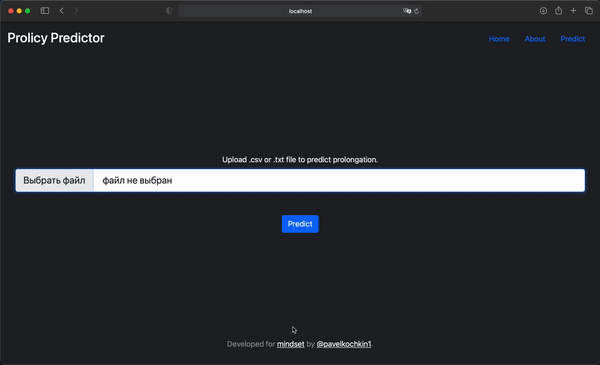 localhost
Prolicy Predictor
Home About Predict
Upload .csv or .txt file to predict prolongation.
Выбрать файл файл не выбран
Predict
Developed for mindset by @pavelkochkin1.